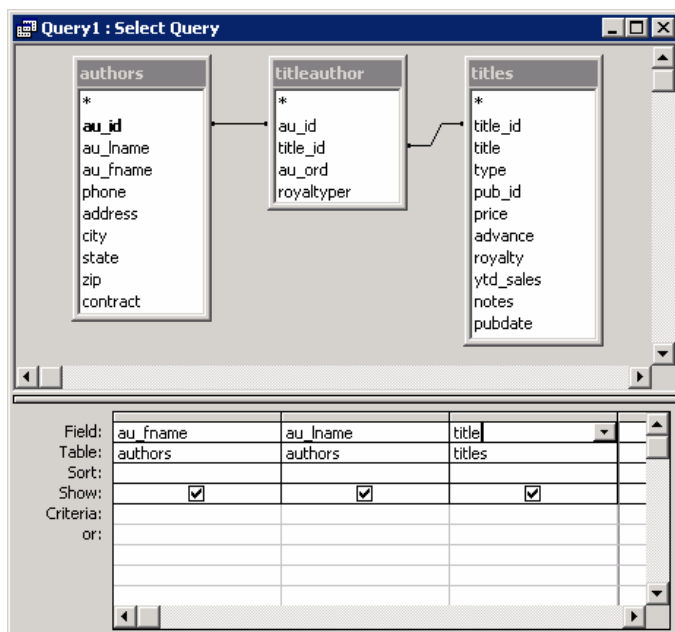 Query1 : Select Query
authors
*
au_id
au_lname
au_fname
phone
address
city
state
zip
contract
titleauthor
*
au_id
title_id
au_ord
royaltyper
titles
*
title_id
title
type
pub_id
price
advance
royalty
ytd_sales
notes
pubdate
Field: au_fname au_lname title
Table: authors authors titles
Sort:
Show:
Criteria:
or: